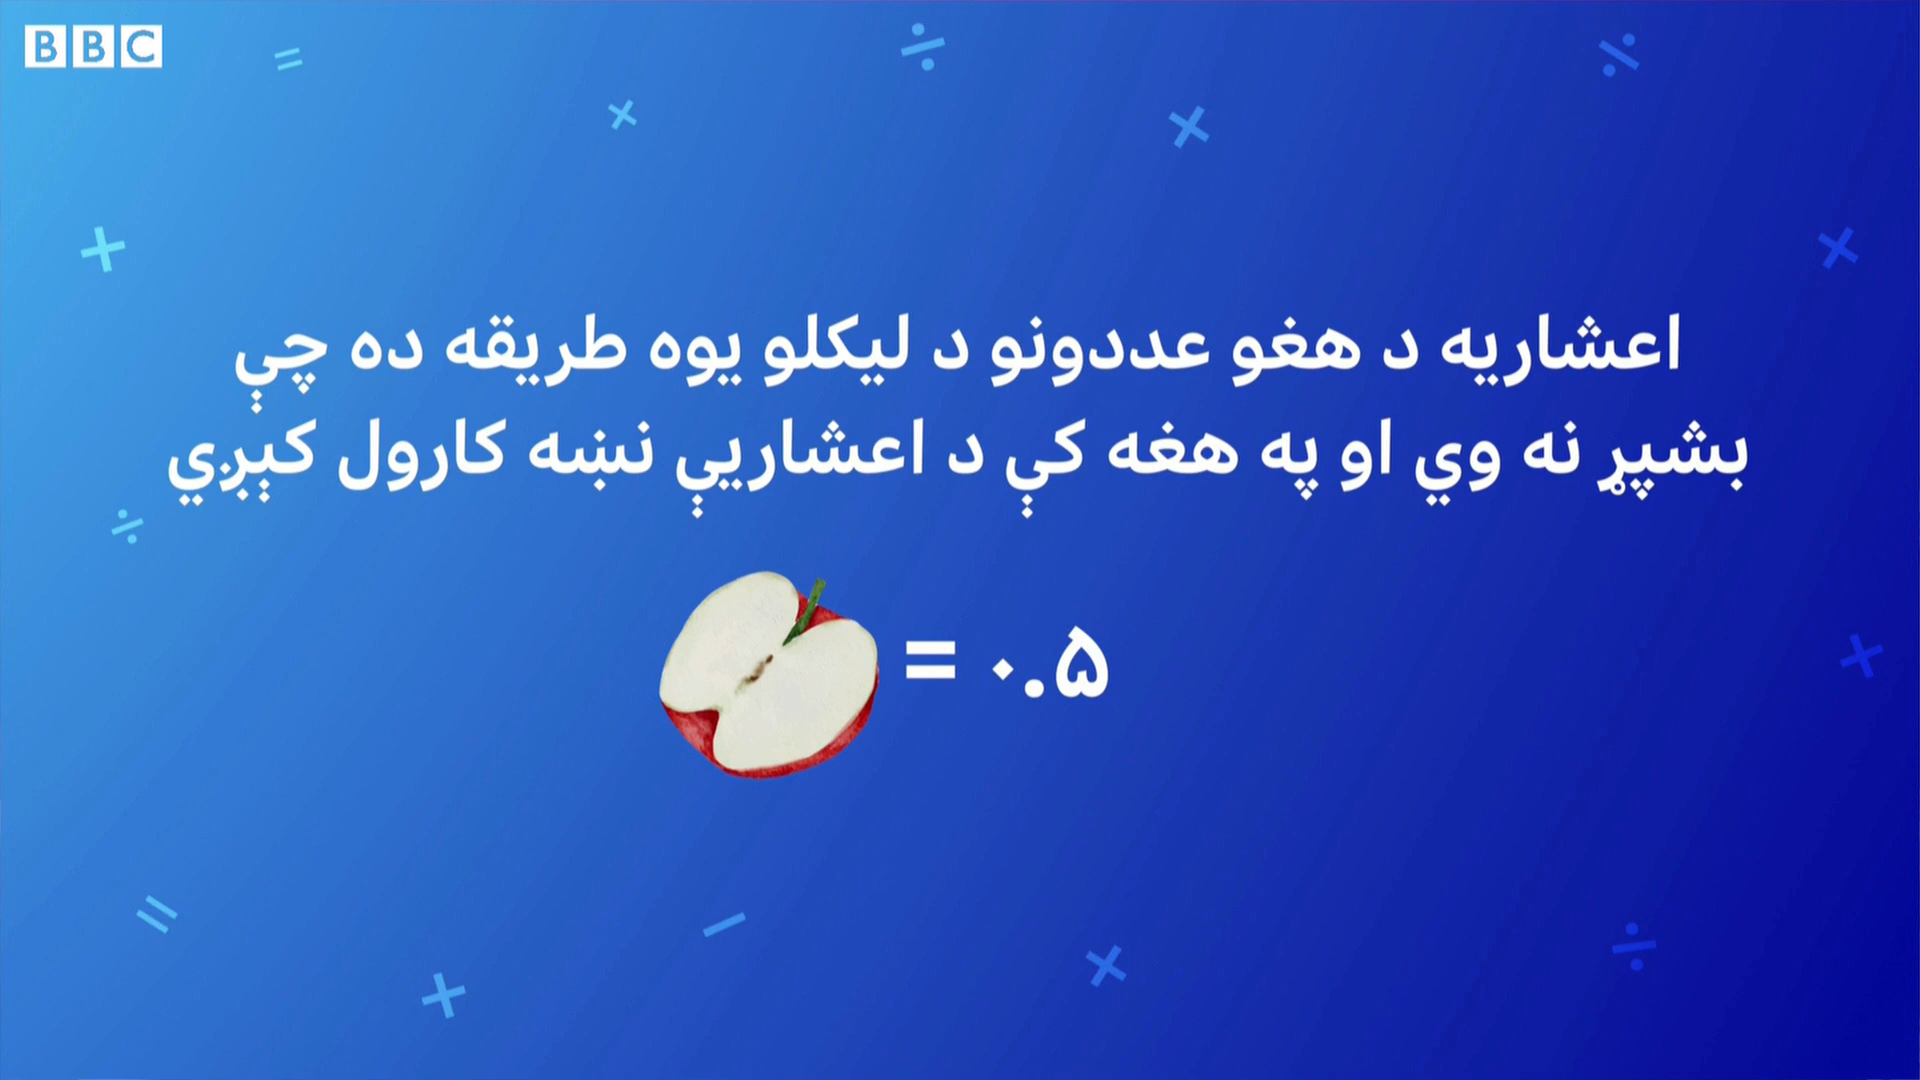 BBC
اعشاریه د هغو عددونو د لیکلو یوه طریقه ده چې
بشپړ نه وي او په هغه کې د اعشاریې نښه کارول کېږي
= ۰.۵